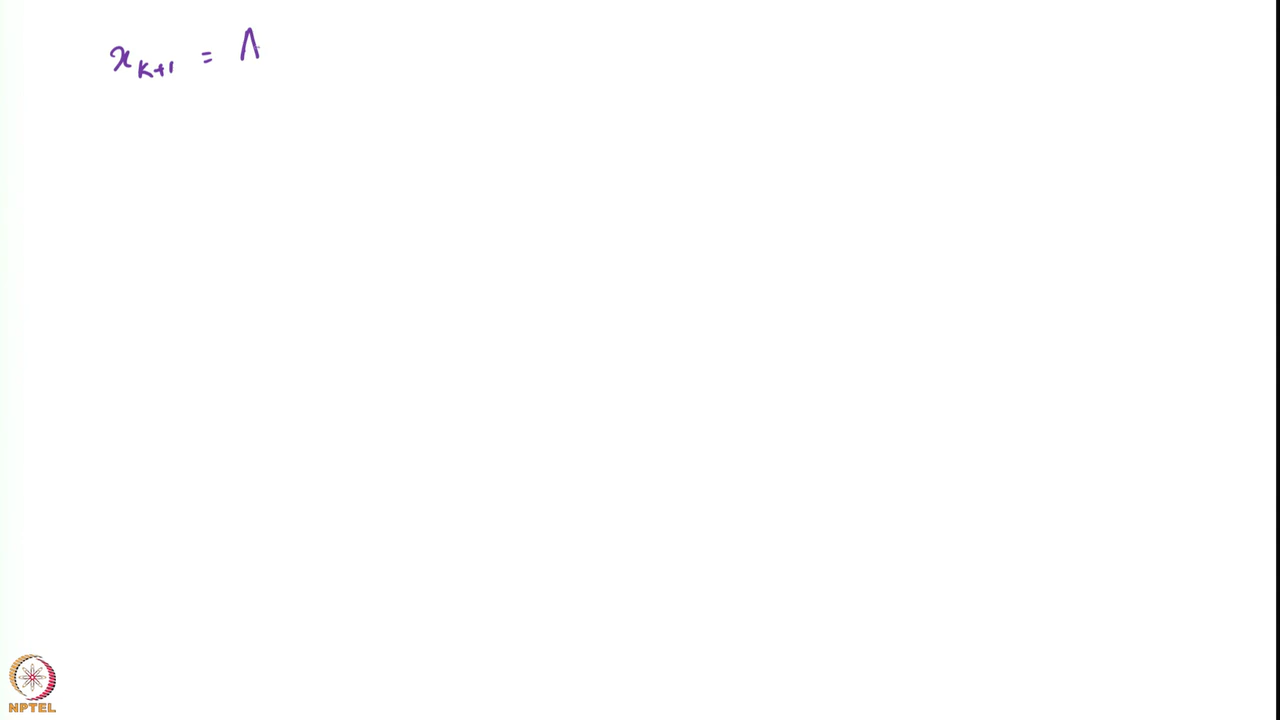 x_{k+1} = Λ
NPTEL